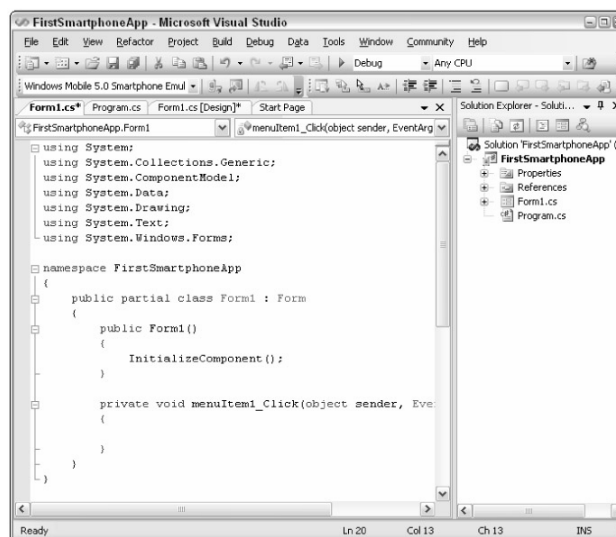 FirstSmartphoneApp - Microsoft Visual Studio
File Edit View Refactor Project Build Debug Data Tools Window Community Help
Debug Any CPU
Windows Mobile 5.0 Smartphone Emul
Form1.cs* Program.cs Form1.cs [Design]* Start Page
FirstSmartphoneApp.Form1 menuItem1_Click(object sender, EventArg
using System;
using System.Collections.Generic;
using System.ComponentModel;
using System.Data;
using System.Drawing;
using System.Text;
using System.Windows.Forms;
namespace FirstSmartphoneApp
{
public partial class Form1 : Form
{
public Form1()
{
InitializeComponent();
}
private void menuItem1_Click(object sender, Eve
{
}
}
}
Solution Explorer - Soluti...
Solution 'FirstSmartphoneApp' (
FirstSmartphoneApp
Properties
References
Form1.cs
Program.cs
Ready Ln 20 Col 13 Ch 13 INS